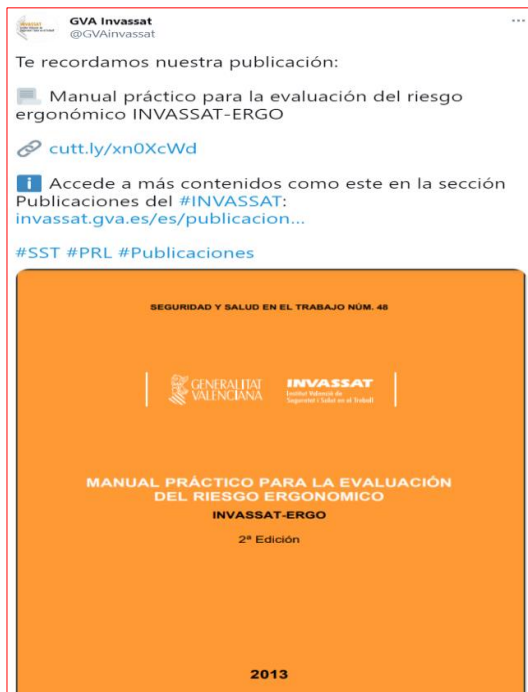 GVA Invassat
@GVAinvassat
Te recordamos nuestra publicación:
Manual práctico para la evaluación del riesgo
ergonómico INVASSAT-ERGO
cutt.ly/xn0XcWd
Accede a más contenidos como este en la sección
Publicaciones del #INVASSAT:
invassat.gva.es/es/publicacion...
#SST #PRL #Publicaciones
SEGURIDAD Y SALUD EN EL TRABAJO NÚM. 48
GENERALITAT
VALENCIANA
INVASSAT
Institut Valencià de
Seguretat i Salut en el Treball
MANUAL PRÁCTICO PARA LA EVALUACIÓN
DEL RIESGO ERGONOMICO
INVASSAT-ERGO
2ª Edición
2013